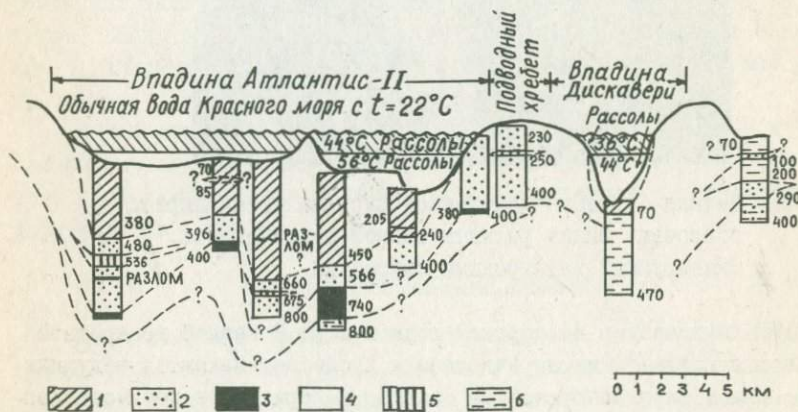 Впадина Атлантис-II
Подводный хребет
Впадина Дискавери
Обычная вода Красного моря с t=22°C
Рассолы
44°C Рассолы
56°C Рассолы
36°C
44°C
230
250
400
70
100
200
290
400
70
? ?
85
380
480
536
РАЗЛОМ
396
400
РАЗ-
ЛОМ
?
660
675
800
450
566
740
800
205
240
400
380
400
70
470
1 2 3 4 5 6
0 1 2 3 4 5 КМ